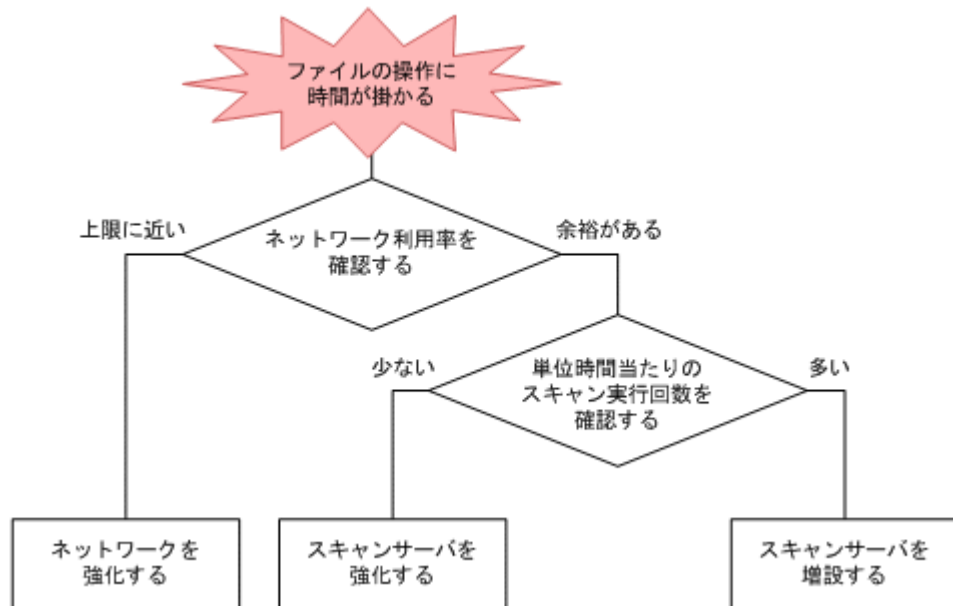 ファイルの操作に
時間が掛かる
上限に近い
ネットワーク利用率を
確認する
余裕がある
少ない
単位時間当たりの
スキャン実行回数を
確認する
多い
ネットワークを
強化する
スキャンサーバを
強化する
スキャンサーバを
増設する